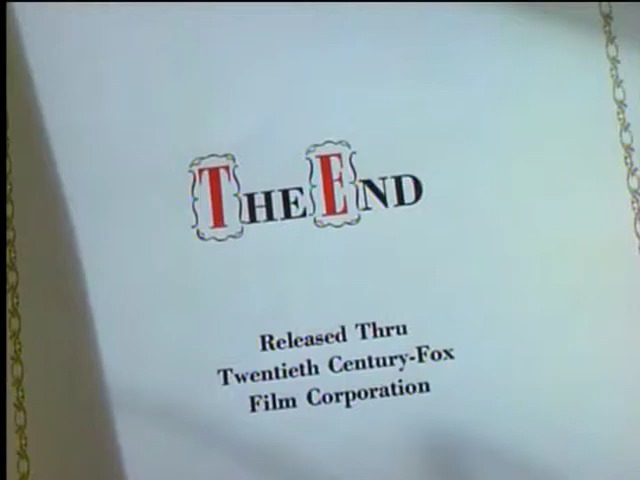 The End
Released Thru
Twentieth Century-Fox
Film Corporation